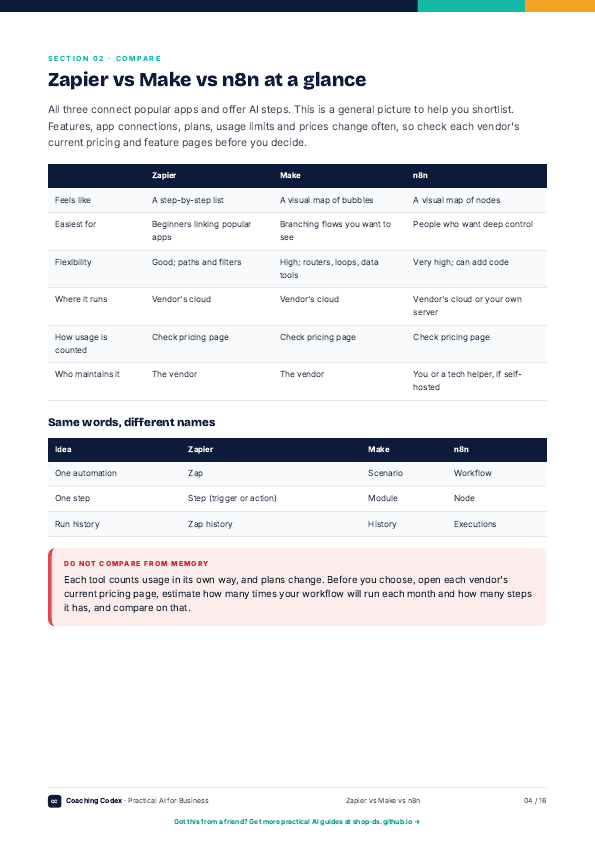 SECTION 02 · COMPARE
Zapier vs Make vs n8n at a glance
All three connect popular apps and offer AI steps. This is a general picture to help you shortlist.
Features, app connections, plans, usage limits and prices change often, so check each vendor's
current pricing and feature pages before you decide.
Zapier Make n8n
Feels like A step-by-step list A visual map of bubbles A visual map of nodes
Easiest for Beginners linking popular apps Branching flows you want to see People who want deep control
Flexibility Good; paths and filters High; routers, loops, data tools Very high; can add code
Where it runs Vendor's cloud Vendor's cloud Vendor's cloud or your own server
How usage is counted Check pricing page Check pricing page Check pricing page
Who maintains it The vendor The vendor You or a tech helper, if self-hosted
Same words, different names
Idea Zapier Make n8n
One automation Zap Scenario Workflow
One step Step (trigger or action) Module Node
Run history Zap history History Executions
DO NOT COMPARE FROM MEMORY
Each tool counts usage in its own way, and plans change. Before you choose, open each vendor's
current pricing page, estimate how many times your workflow will run each month and how many steps
it has, and compare on that.
cc Coaching Codex · Practical AI for Business Zapier vs Make vs n8n 04 / 16
Got this from a friend? Get more practical AI guides at shop-ds.github.io →